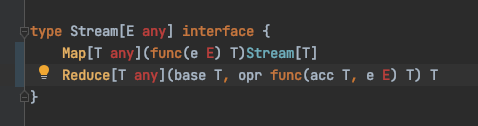 type Stream[E any] interface {
Map[T any](func(e E) T)Stream[T]
Reduce[T any](base T, opr func(acc T, e E) T) T
}